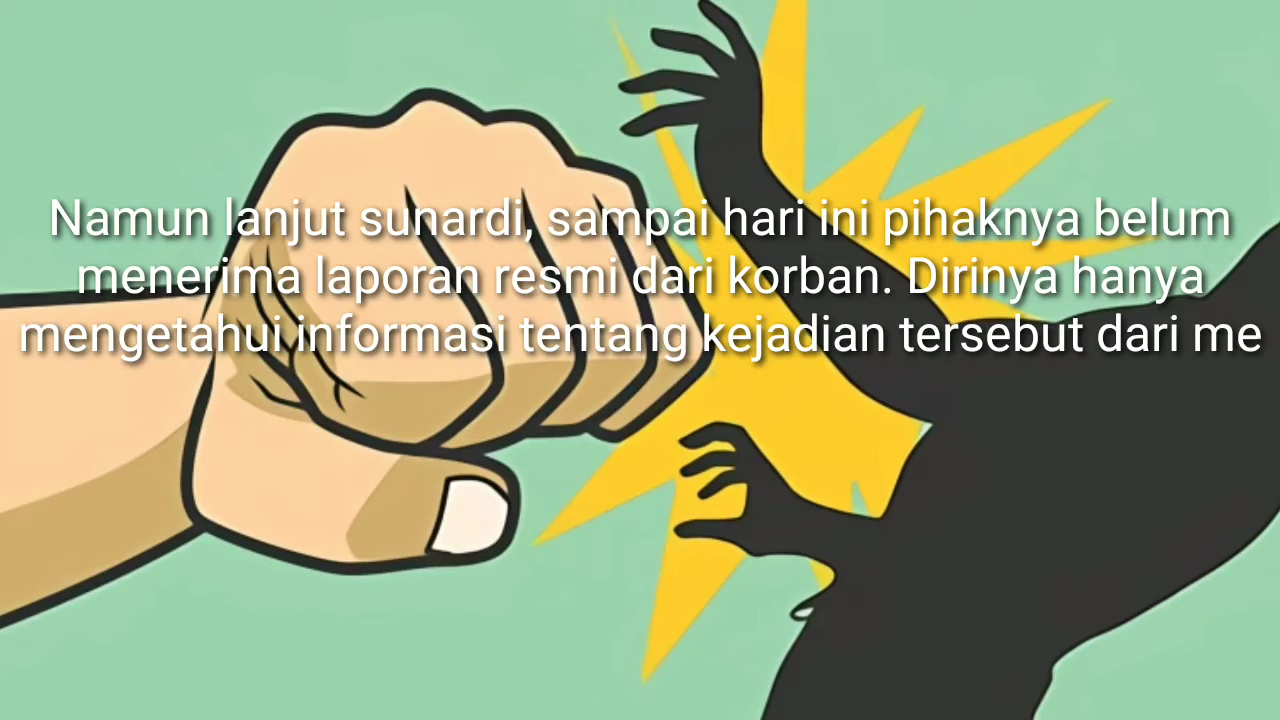 Namun lanjut sunardi, sampai hari ini pihaknya belum
menerima laporan resmi dari korban. Dirinya hanya
mengetahui informasi tentang kejadian tersebut dari me